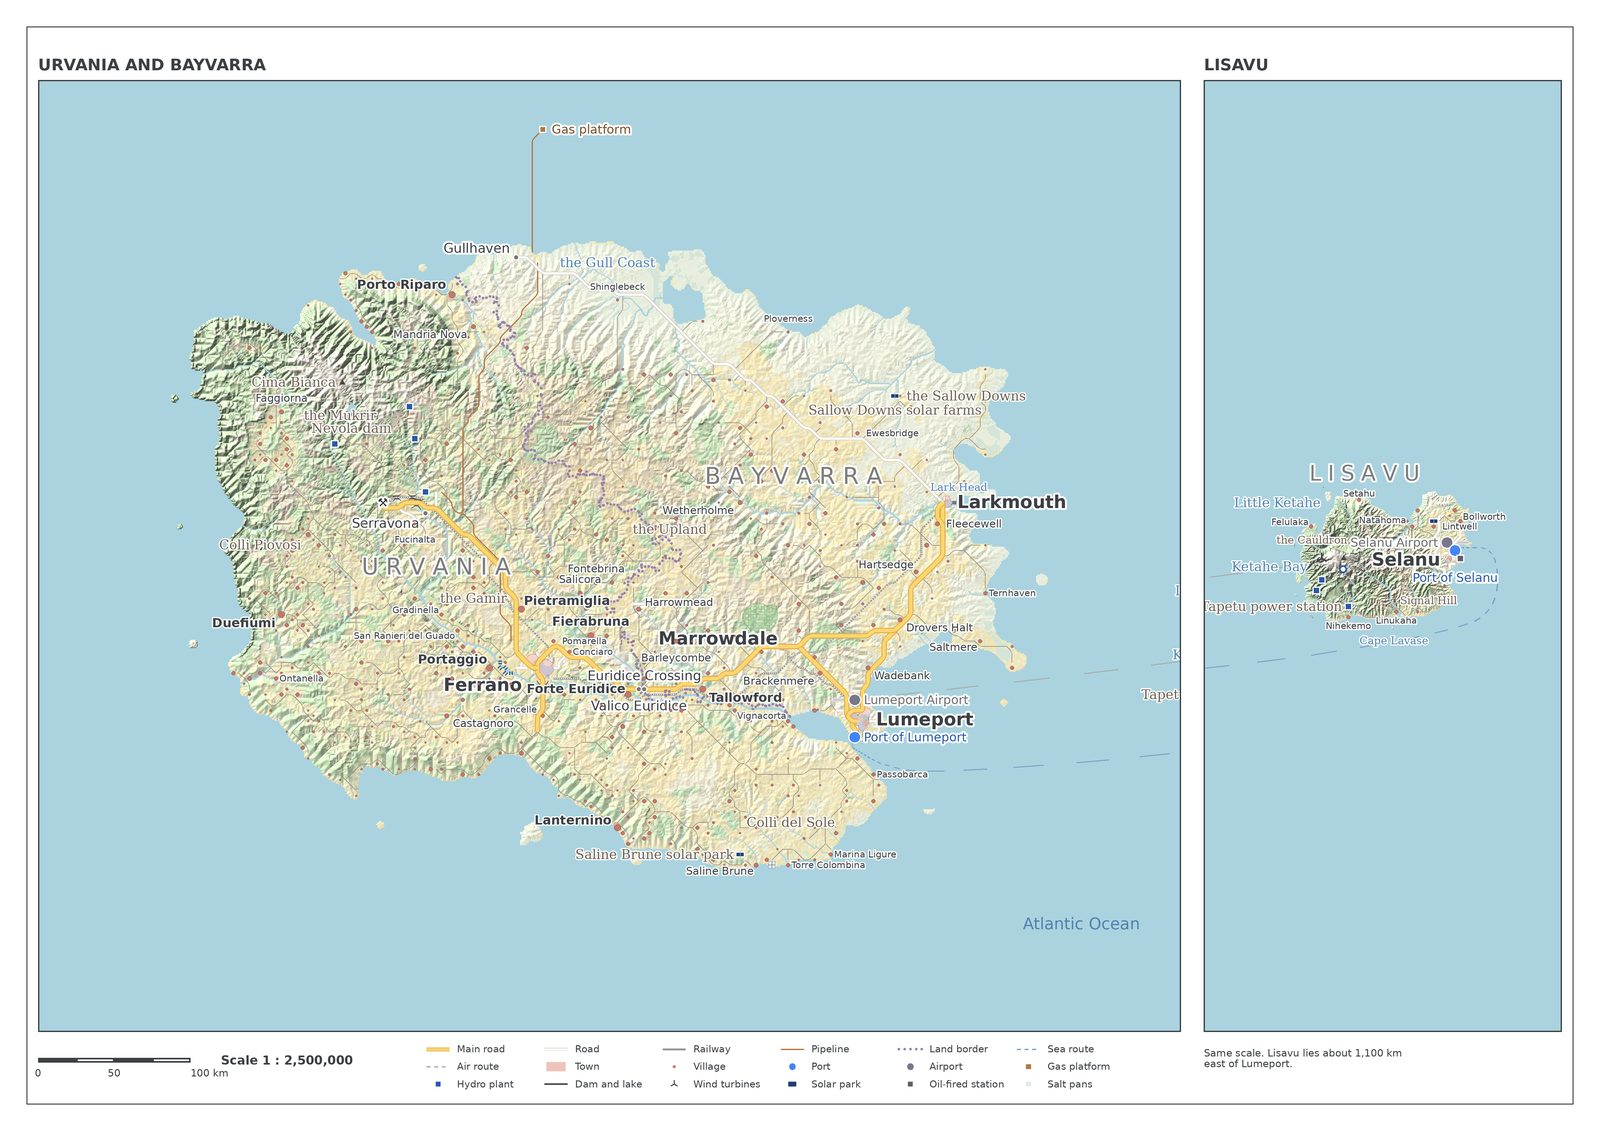 URVANIA AND BAYVARRA
LISAVU
Gas platform
Gullhaven
the Gull Coast
Porto Riparo
Shinglebeck
Mandria Nova
Ploverness
Cima Bianca
Faggiorna
the Mukrir
Nevola dam
the Sallow Downs
Sallow Downs solar farms
Ewesbridge
BAYVARRA
Lark Head
Larkmouth
Wetherholme
Fleecewell
Serravona
the Upland
Fucinalta
Colli Piovosi
URVANIA
Fontebrina
Salicora
Hartsedge
Ternhaven
the Gamir
Pietramiglia
Harrowmead
Gradinella
Duefiumi
Fierabruna
Drovers Halt
San Ranieri del Guado
Marrowdale
Pomarella
Conciaro
Saltmere
Portaggio
Barleycombe
Ontanella
Euridice Crossing
Brackenmere
Wadebank
Ferrano
Forte Euridice
Tallowford
Lumeport Airport
Tapet
Grancelle
Valico Euridice
Vignacorta
Castagnoro
Lumeport
Port of Lumeport
Passobarca
Lanternino
Colli del Sole
Saline Brune solar park
Marina Ligure
Saline Brune
Torre Colombina
Atlantic Ocean
LISAVU
Setahu
Little Ketahe
Felulaka
Natahoma
Bollworth
Lintwell
the Cauldron
Selanu Airport
Ketahe Bay
Selanu
Port of Selanu
Signal Hill
Tapetu power station
Linukaha
Nihekemo
Cape Lavase
0 50 100 km
Scale 1 : 2,500,000
Main road
Road
Railway
Pipeline
Land border
Sea route
Air route
Town
Village
Port
Airport
Gas platform
Hydro plant
Dam and lake
Wind turbines
Solar park
Oil-fired station
Salt pans
Same scale. Lisavu lies about 1,100 km
east of Lumeport.